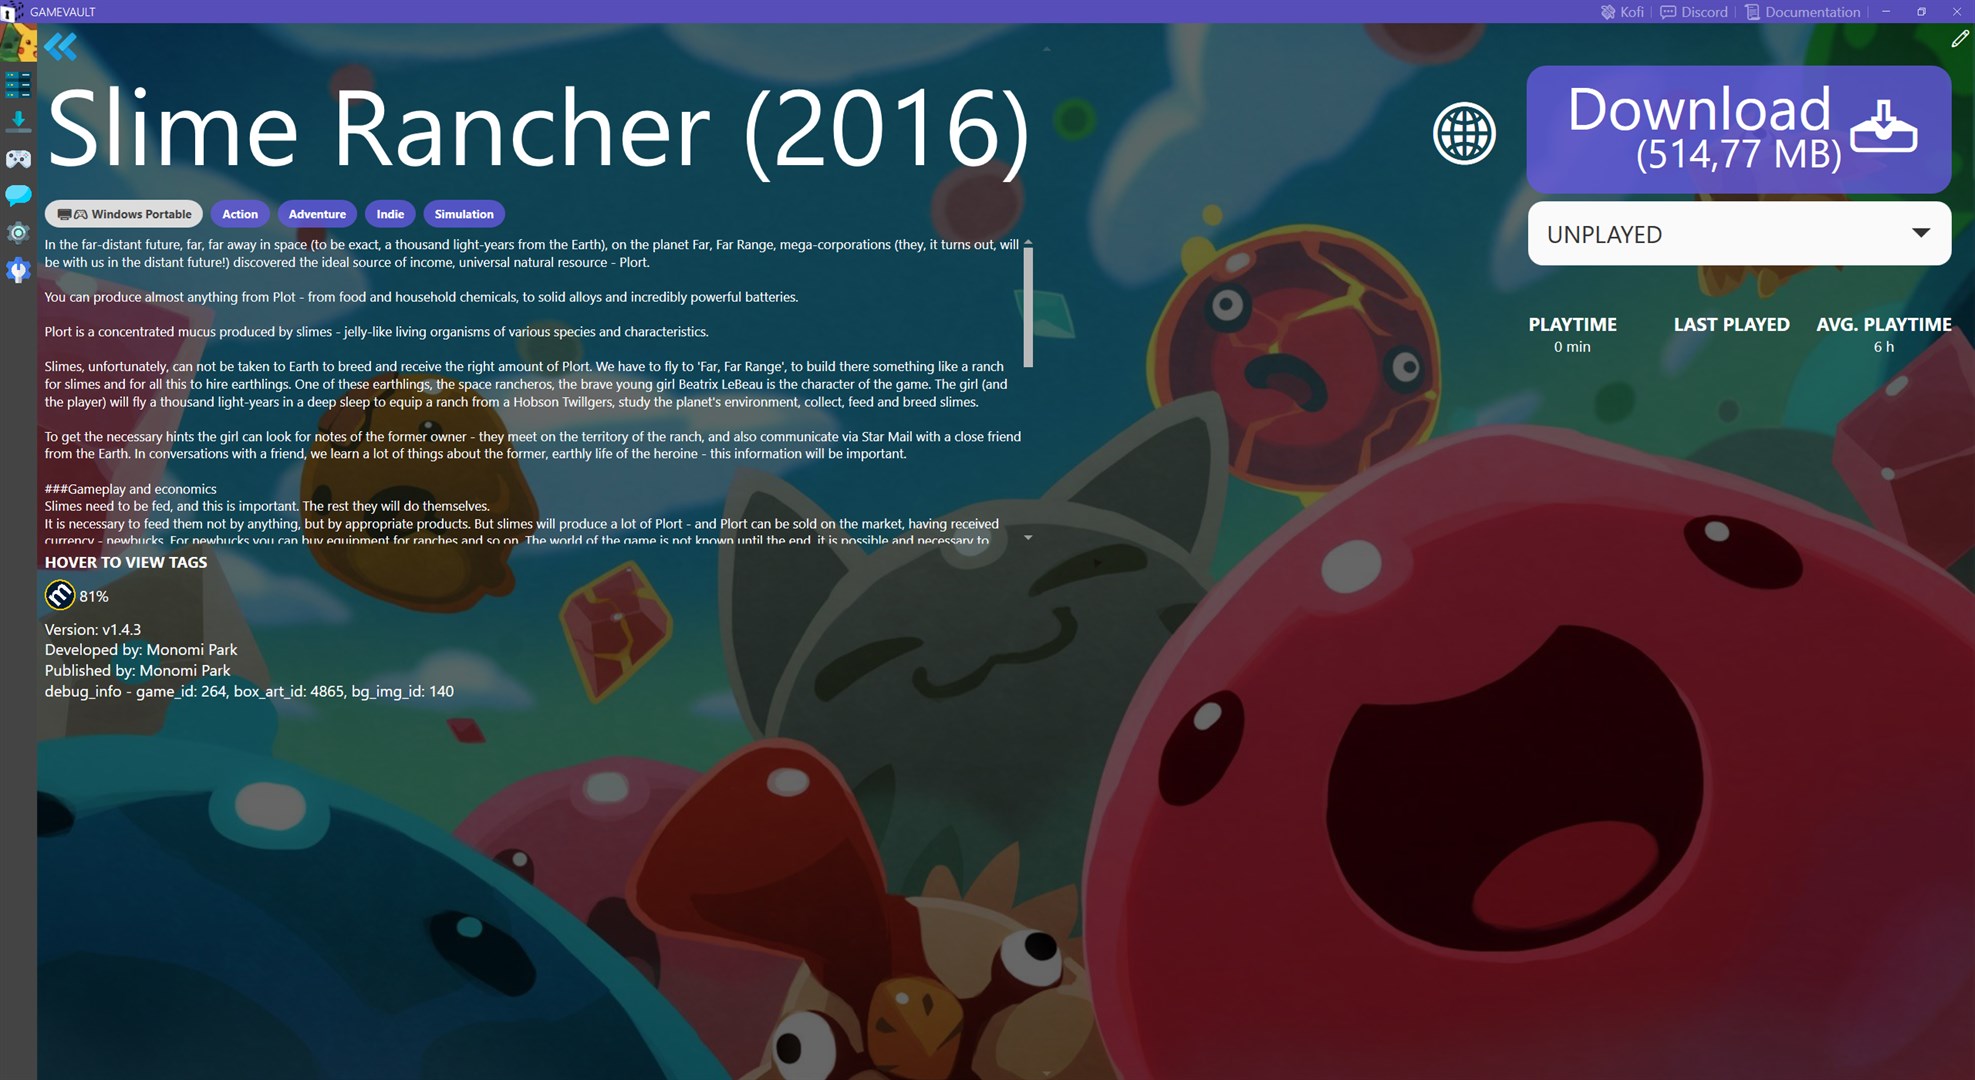 GAMEVAULT
Kofi
Discord
Documentation
Slime Rancher (2016)
Download
(514,77 MB)
Windows Portable
Action
Adventure
Indie
Simulation
UNPLAYED
In the far-distant future, far, far away in space (to be exact, a thousand light-years from the Earth), on the planet Far, Far Range, mega-corporations (they, it turns out, will
be with us in the distant future!) discovered the ideal source of income, universal natural resource - Plort.
You can produce almost anything from Plot - from food and household chemicals, to solid alloys and incredibly powerful batteries.
Plort is a concentrated mucus produced by slimes - jelly-like living organisms of various species and characteristics.
Slimes, unfortunately, can not be taken to Earth to breed and receive the right amount of Plort. We have to fly to 'Far, Far Range', to build there something like a ranch
for slimes and for all this to hire earthlings. One of these earthlings, the space rancheros, the brave young girl Beatrix LeBeau is the character of the game. The girl (and
the player) will fly a thousand light-years in a deep sleep to equip a ranch from a Hobson Twillgers, study the planet's environment, collect, feed and breed slimes.
To get the necessary hints the girl can look for notes of the former owner - they meet on the territory of the ranch, and also communicate via Star Mail with a close friend
from the Earth. In conversations with a friend, we learn a lot of things about the former, earthly life of the heroine - this information will be important.
###Gameplay and economics
Slimes need to be fed, and this is important. The rest they will do themselves.
It is necessary to feed them not by anything, but by appropriate products. But slimes will produce a lot of Plort - and Plort can be sold on the market, having received
currency - newbucks. For newbucks you can buy equipment for ranches and so on. The world of the game is not known until the end, it is possible and necessary to
PLAYTIME
0 min
LAST PLAYED
AVG. PLAYTIME
6 h
HOVER TO VIEW TAGS
m 81%
Version: v1.4.3
Developed by: Monomi Park
Published by: Monomi Park
debug_info - game_id: 264, box_art_id: 4865, bg_img_id: 140